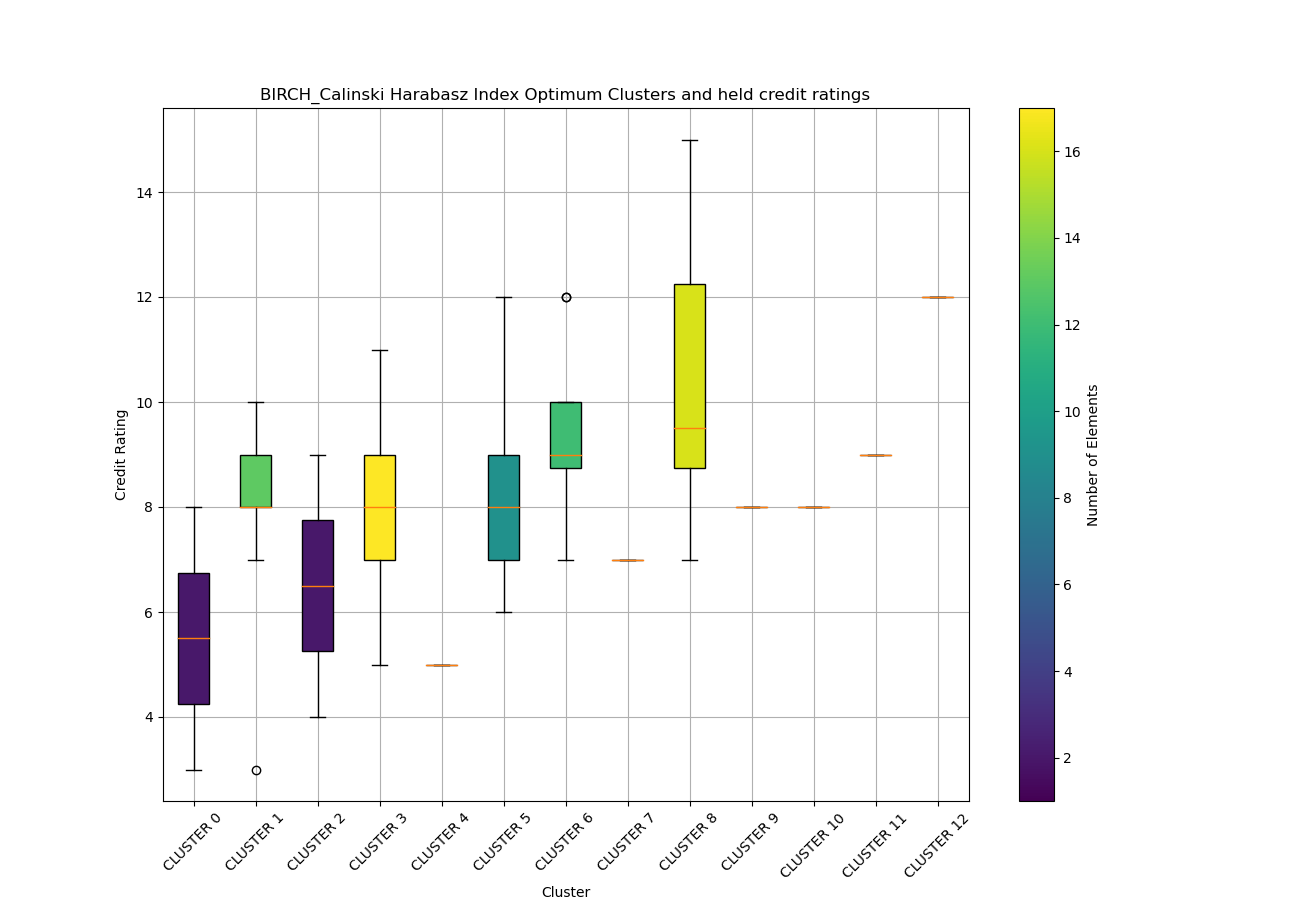 BIRCH_Calinski Harabasz Index Optimum Clusters and held credit ratings
Credit Rating
14
12
10
8
6
4
CLUSTER 0
CLUSTER 1
CLUSTER 2
CLUSTER 3
CLUSTER 4
CLUSTER 5
CLUSTER 6
CLUSTER 7
CLUSTER 8
CLUSTER 9
CLUSTER 10
CLUSTER 11
CLUSTER 12
Cluster
16
14
12
10
8
6
4
2
Number of Elements